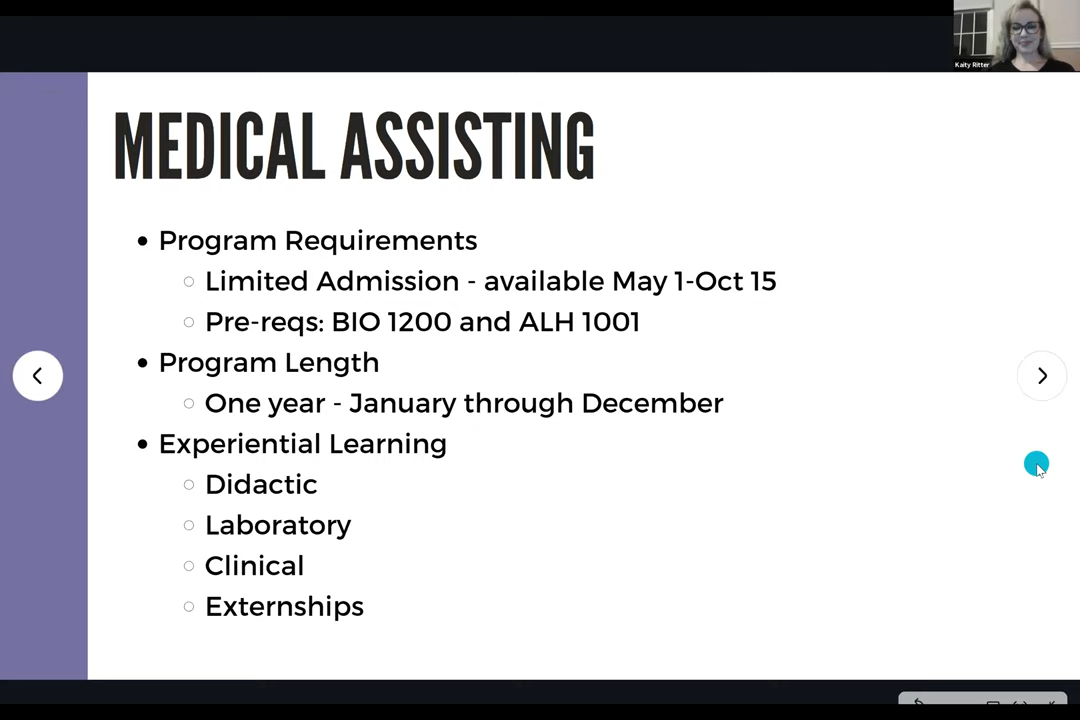 Kaity Ritter
MEDICAL ASSISTING
Program Requirements
Limited Admission - available May 1-Oct 15
Pre-reqs: BIO 1200 and ALH 1001
Program Length
One year - January through December
Experiential Learning
Didactic
Laboratory
Clinical
Externships